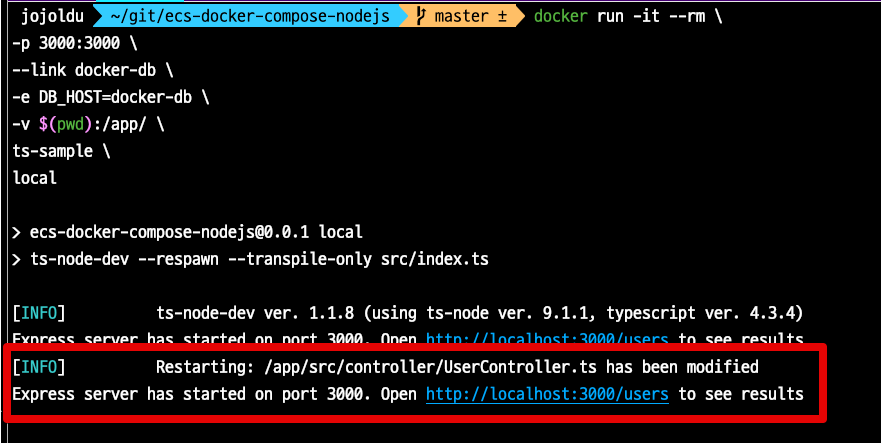 jojoldu ~/git/ecs-docker-compose-nodejs master ± docker run -it --rm \
-p 3000:3000 \
--link docker-db \
-e DB_HOST=docker-db \
-v $(pwd):/app/ \
ts-sample \
local
> ecs-docker-compose-nodejs@0.0.1 local
> ts-node-dev --respawn --transpile-only src/index.ts
[INFO] ts-node-dev ver. 1.1.8 (using ts-node ver. 9.1.1, typescript ver. 4.3.4)
Express server has started on port 3000. Open http://localhost:3000/users to see results
[INFO] Restarting: /app/src/controller/UserController.ts has been modified
Express server has started on port 3000. Open http://localhost:3000/users to see results